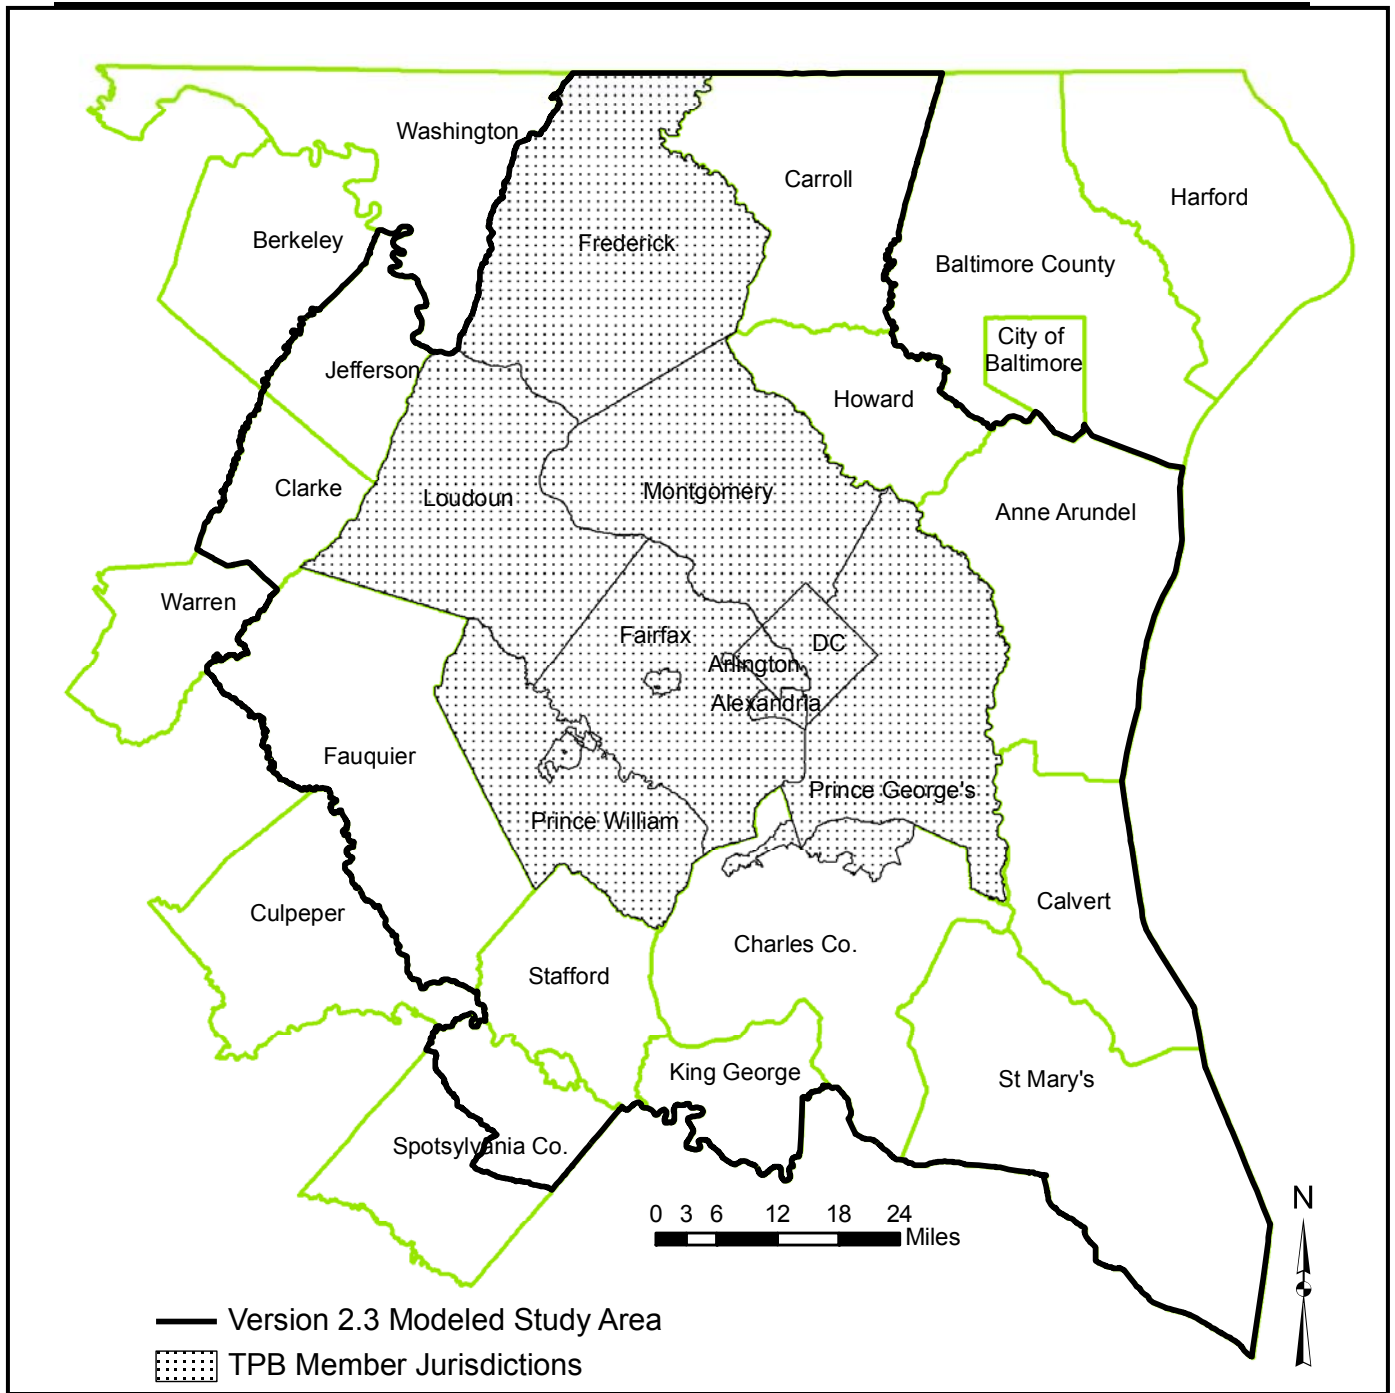 Washington
Carroll
Harford
Berkeley
Frederick
Baltimore County
City of
Baltimore
Jefferson
Howard
Clarke
Loudoun
Montgomery
Anne Arundel
Warren
Fairfax
DC
Arlington
Alexandria
Fauquier
Prince George's
Prince William
Culpeper
Calvert
Charles Co.
Stafford
King George
St Mary's
Spotsylvania Co.
0 3 6 12 18 24
Miles
N
Version 2.3 Modeled Study Area
TPB Member Jurisdictions